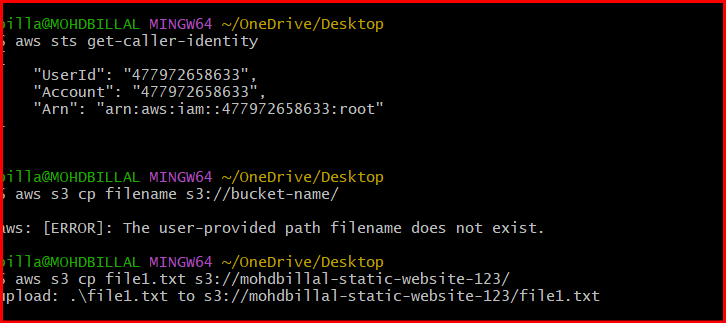 billa@MOHDBILLAL MINGW64 ~/OneDrive/Desktop
$ aws sts get-caller-identity
{
"UserId": "477972658633",
"Account": "477972658633",
"Arn": "arn:aws:iam::477972658633:root"
billa@MOHDBILLAL MINGW64 ~/OneDrive/Desktop
$ aws s3 cp filename s3://bucket-name/
aws: [ERROR]: The user-provided path filename does not exist.
billa@MOHDBILLAL MINGW64 ~/OneDrive/Desktop
$ aws s3 cp file1.txt s3://mohdbillal-static-website-123/
upload: .\file1.txt to s3://mohdbillal-static-website-123/file1.txt